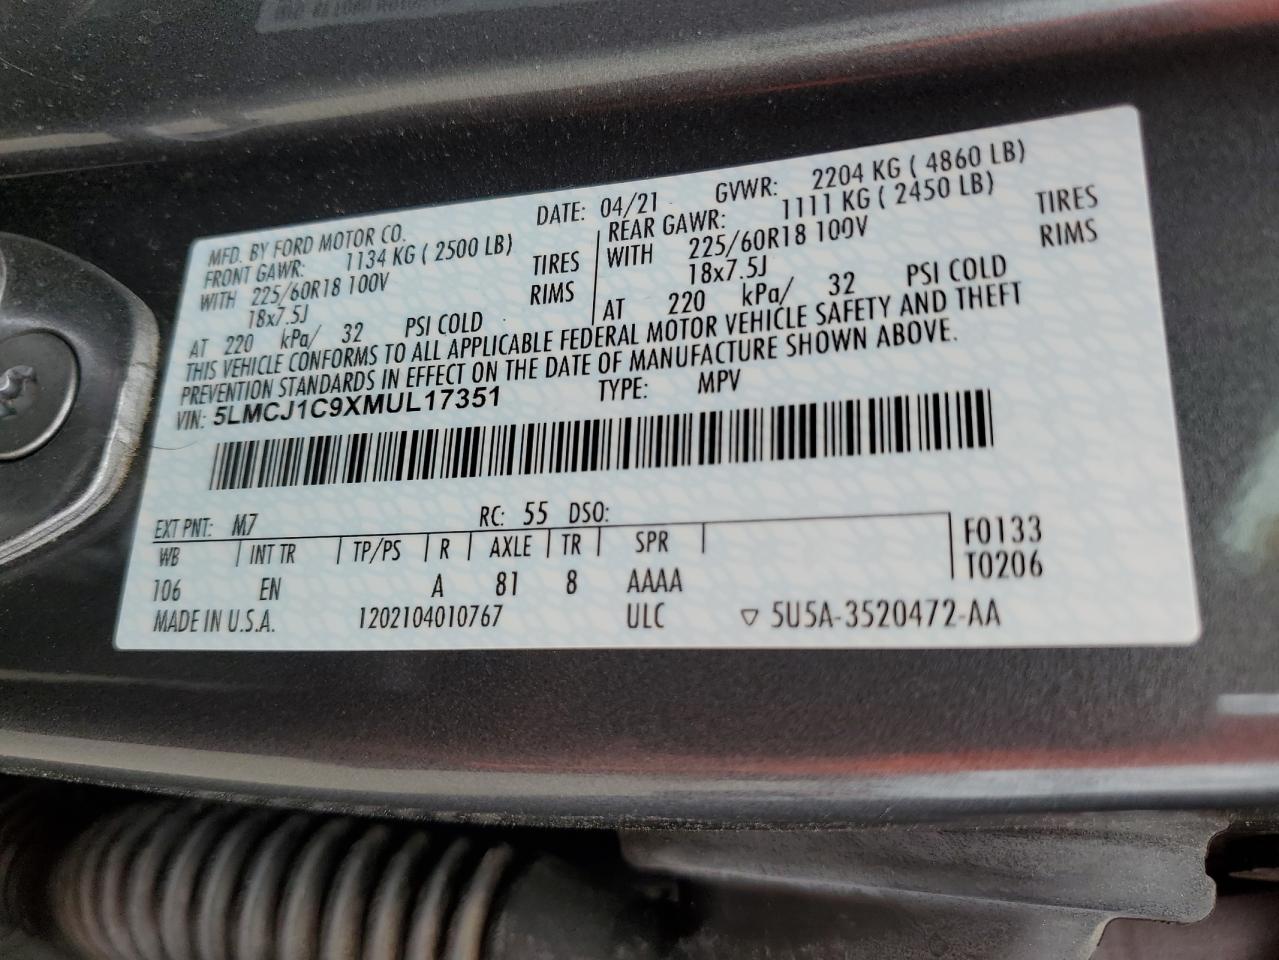 MFD. BY FORD MOTOR CO. DATE: 04/21 GVWR: 2204 KG ( 4860 LB)
FRONT GAWR: 1134 KG ( 2500 LB) REAR GAWR: 1111 KG ( 2450 LB)
WITH 225/60R18 100V TIRES WITH 225/60R18 100V TIRES
18x7.5J RIMS 18x7.5J RIMS
AT 220 kPa/ 32 PSI COLD AT 220 kPa/ 32 PSI COLD
THIS VEHICLE CONFORMS TO ALL APPLICABLE FEDERAL MOTOR VEHICLE SAFETY AND THEFT
PREVENTION STANDARDS IN EFFECT ON THE DATE OF MANUFACTURE SHOWN ABOVE.
VIN: 5LMCJ1C9XMUL17351 TYPE: MPV
EXT PNT: M7 RC: 55 DSO: F0133
WB INT TR TP/PS R AXLE TR SPR T0206
106 EN A 81 8 AAAA
MADE IN U.S.A. 1202104010767 ULC ▽ 5U5A-3520472-AA